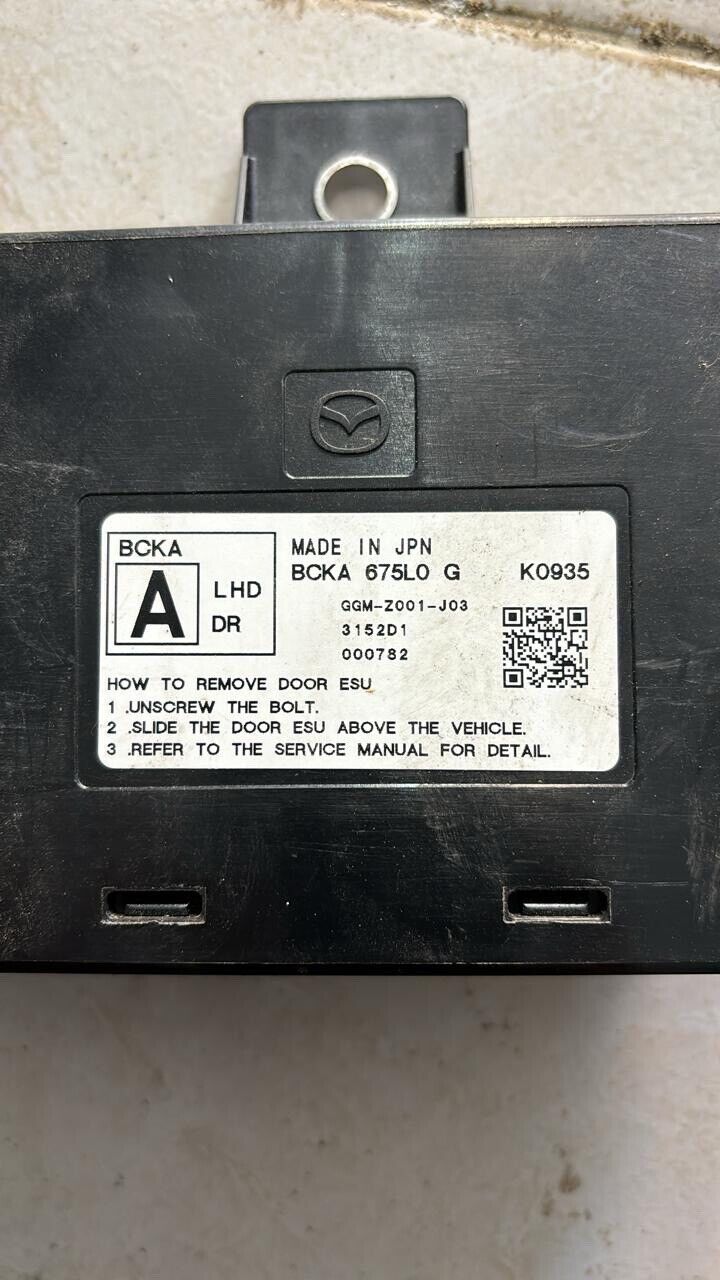 BCKA
A
LHD
DR
MADE IN JPN
BCKA 675L0 G K0935
GGM-Z001-J03
3152D1
000782
HOW TO REMOVE DOOR ESU
1 .UNSCREW THE BOLT.
2 .SLIDE THE DOOR ESU ABOVE THE VEHICLE.
3 .REFER TO THE SERVICE MANUAL FOR DETAIL.